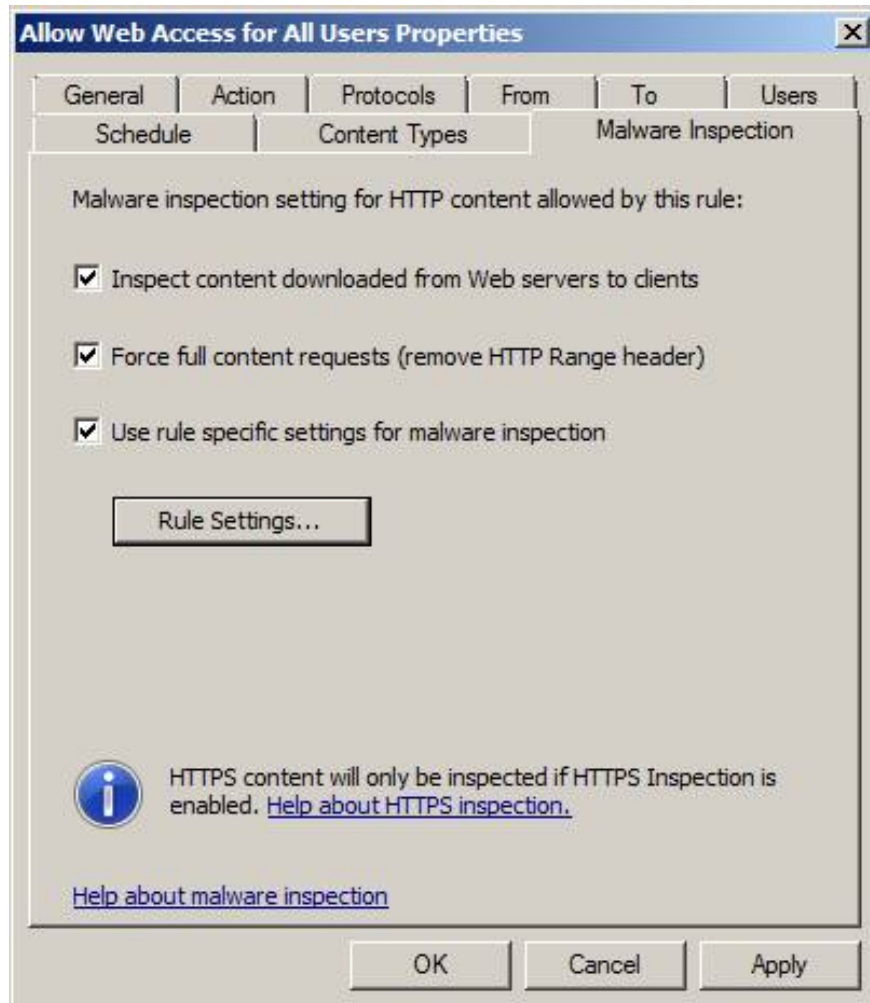 Allow Web Access for All Users Properties
General Action Protocols From To Users
Schedule Content Types Malware Inspection
Malware inspection setting for HTTP content allowed by this rule:
Inspect content downloaded from Web servers to clients
Force full content requests (remove HTTP Range header)
Use rule specific settings for malware inspection
Rule Settings...
HTTPS content will only be inspected if HTTPS Inspection is
enabled. Help about HTTPS inspection.
Help about malware inspection
OK Cancel Apply